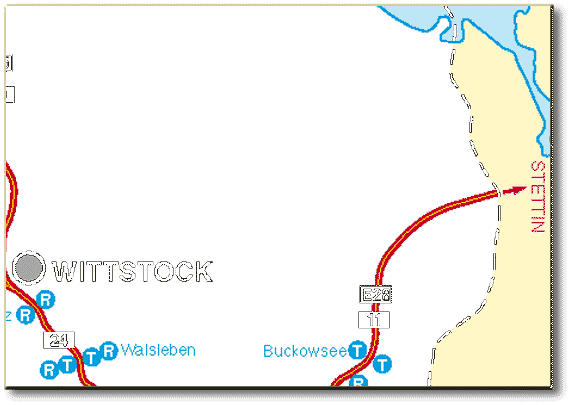 STETTIN
WITTSTOCK
E28
11
R
z R
24
Walsleben
R T T R
Buckowsee T
T
R